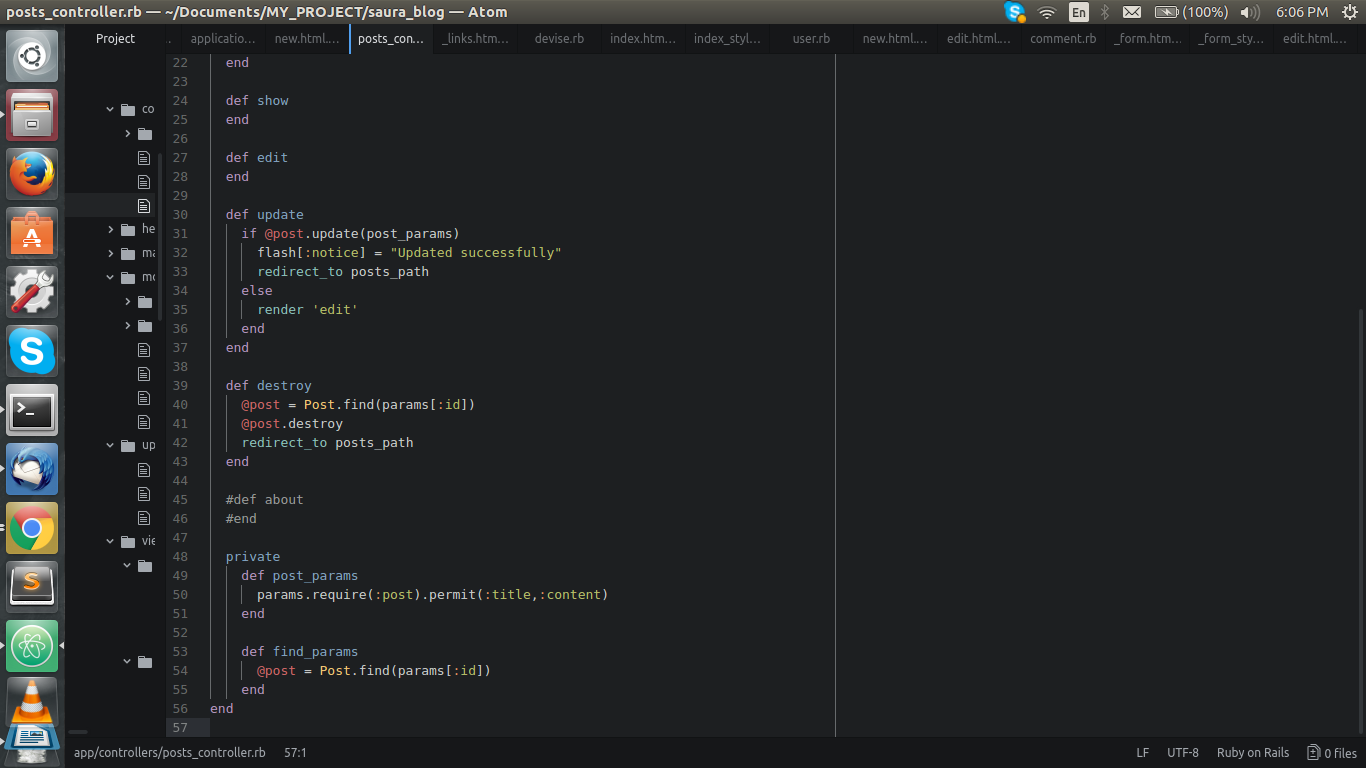 posts_controller.rb — ~/Documents/MY_PROJECT/saura_blog — Atom
En
(100%)
6:06 PM
Project
applicatio...
new.html....
posts_con...
_links.htm...
devise.rb
index.htm...
index_styl...
user.rb
new.html....
edit.html....
comment.rb
_form.htm...
_form_sty...
edit.html....
co
he
ma
mo
up
vie
22 end
23
24 def show
25 end
26
27 def edit
28 end
29
30 def update
31 if @post.update(post_params)
32 flash[:notice] = "Updated successfully"
33 redirect_to posts_path
34 else
35 render 'edit'
36 end
37 end
38
39 def destroy
40 @post = Post.find(params[:id])
41 @post.destroy
42 redirect_to posts_path
43 end
44
45 #def about
46 #end
47
48 private
49 def post_params
50 params.require(:post).permit(:title,:content)
51 end
52
53 def find_params
54 @post = Post.find(params[:id])
55 end
56 end
57
app/controllers/posts_controller.rb 57:1
LF UTF-8 Ruby on Rails 0 files